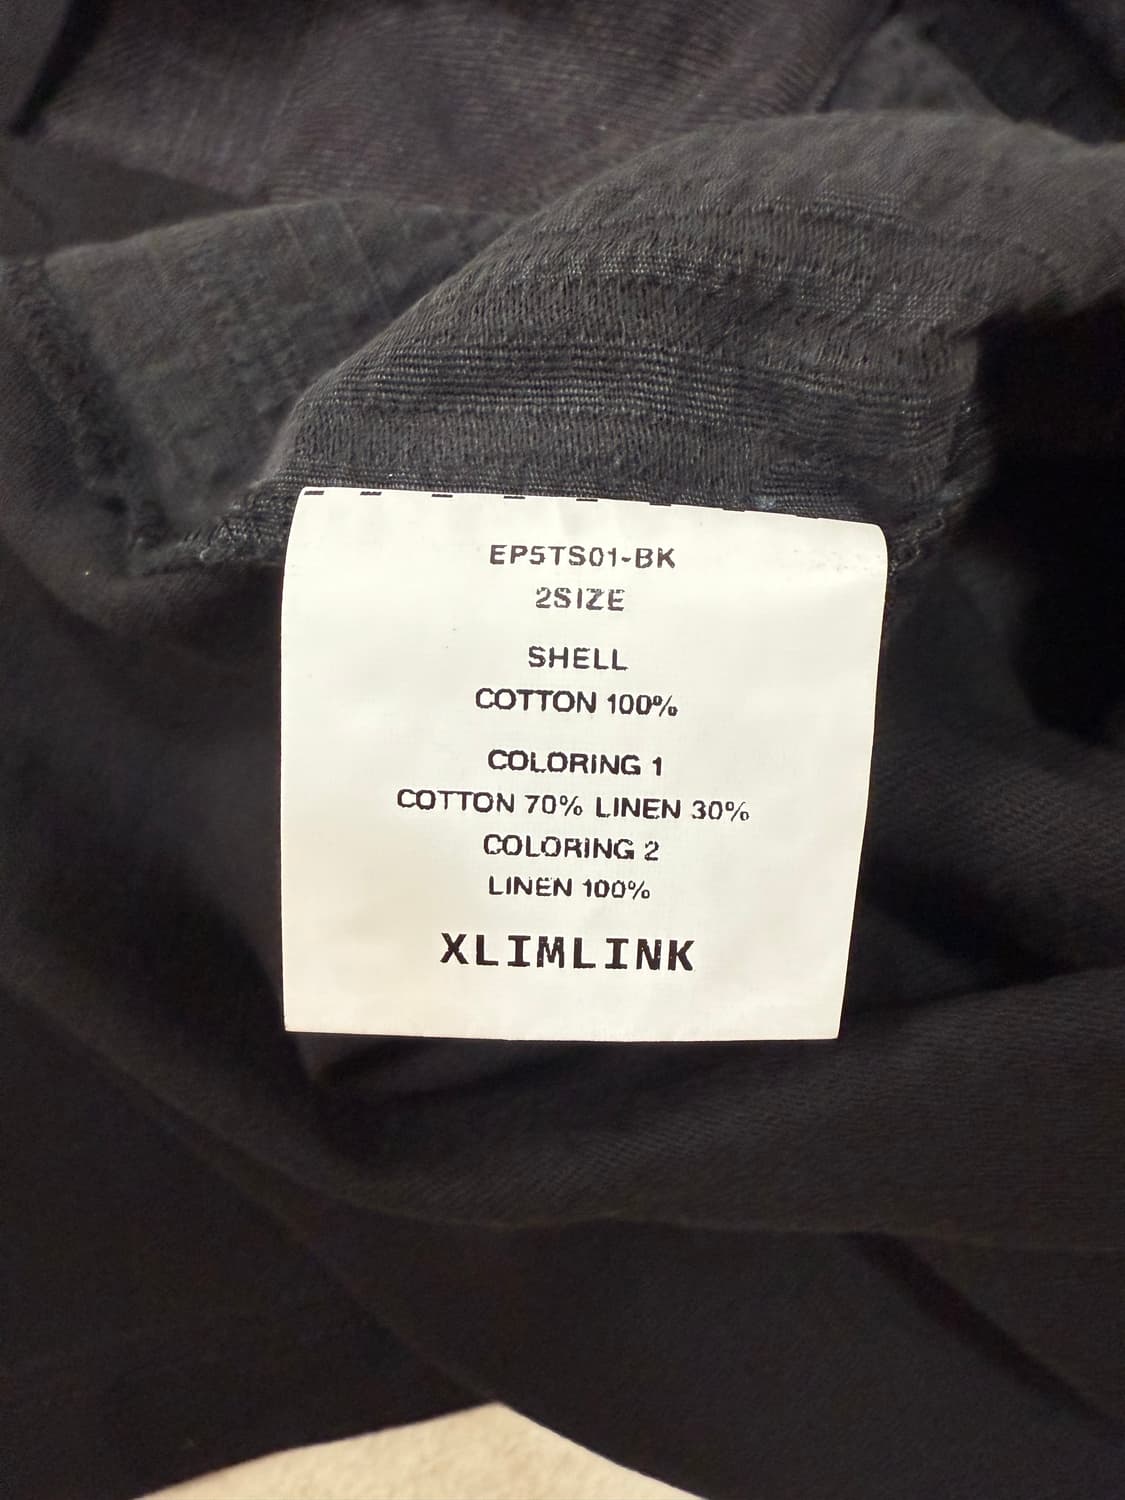 EP5TS01-BK
2SIZE
SHELL
COTTON 100%
COLORING 1
COTTON 70% LINEN 30%
COLORING 2
LINEN 100%
XLIMLINK